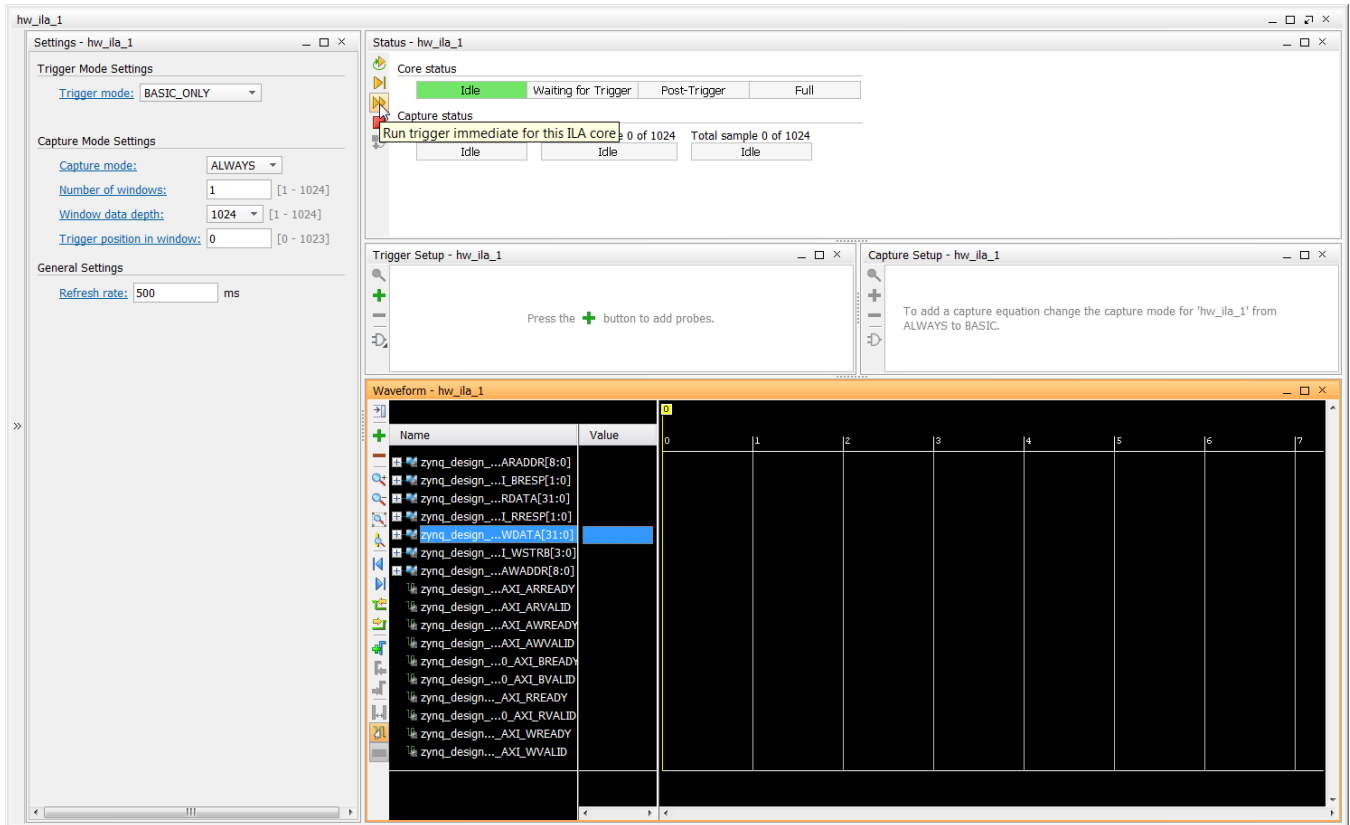 hw_ila_1
Settings - hw_ila_1
Trigger Mode Settings
Trigger mode: BASIC_ONLY
Capture Mode Settings
Capture mode: ALWAYS
Number of windows: 1 [1 - 1024]
Window data depth: 1024 [1 - 1024]
Trigger position in window: 0 [0 - 1023]
General Settings
Refresh rate: 500 ms
Status - hw_ila_1
Core status
Idle Waiting for Trigger Post-Trigger Full
Capture status
Run trigger immediate for this ILA core 0 of 1024 Total sample 0 of 1024
Idle Idle Idle
Trigger Setup - hw_ila_1
Press the + button to add probes.
Capture Setup - hw_ila_1
To add a capture equation change the capture mode for 'hw_ila_1' from
ALWAYS to BASIC.
Waveform - hw_ila_1
0
Name Value 0 1 2 3 4 5 6 7
zynq_design_...ARADDR[8:0]
zynq_design_...I_BRESP[1:0]
zynq_design_...RDATA[31:0]
zynq_design_...I_RRESP[1:0]
zynq_design_...WDATA[31:0]
zynq_design_...I_WSTRB[3:0]
zynq_design_...AWADDR[8:0]
zynq_design_...AXI_ARREADY
zynq_design_...AXI_ARVALID
zynq_design_...AXI_AWREADY
zynq_design_...AXI_AWVALID
zynq_design_...0_AXI_BREADY
zynq_design_...0_AXI_BVALID
zynq_design..._AXI_RREADY
zynq_design_...0_AXI_RVALID
zynq_design..._AXI_WREADY
zynq_design..._AXI_WVALID